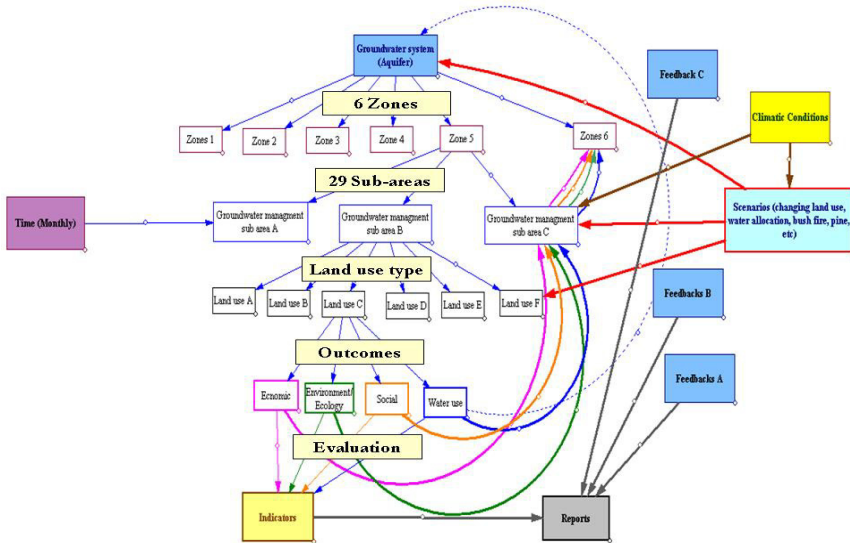 Groundwater system
(Aquifer)
Feedback C
6 Zones
Climatic Conditions
Zones 1
Zone 2
Zone 3
Zone 4
Zone 5
Zones 6
29 Sub-areas
Time (Monthly)
Groundwater managment
sub area A
Groundwater managment
sub area B
Groundwater managment
sub area C
Scenarios (changing land use,
water allocation, bush fire, pine,
etc)
Land use type
Land use A
Land use B
Land use C
Land use D
Land use E
Land use F
Feedbacks B
Outcomes
Ecnomic
Environment/
Ecology
Social
Water use
Feedbacks A
Evaluation
Indicators
Reports